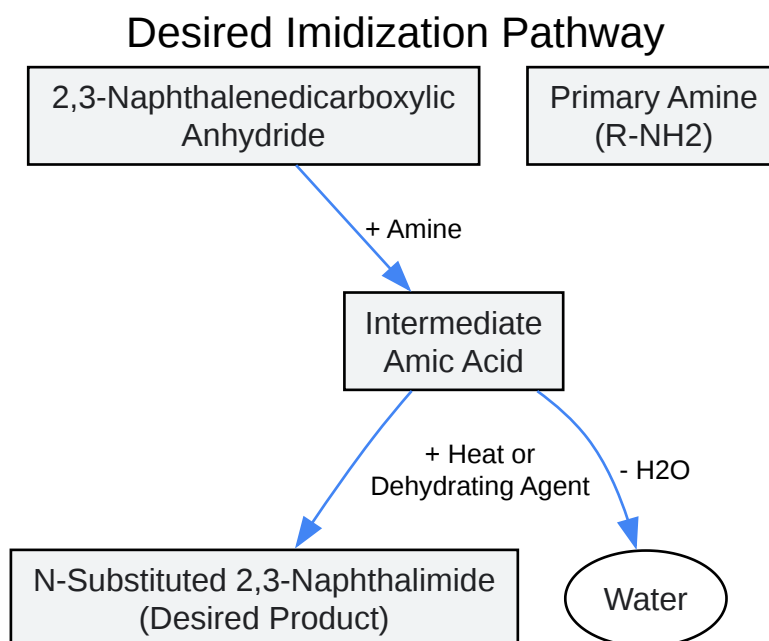 Desired Imidization Pathway
2,3-Naphthalenedicarboxylic
Anhydride
Primary Amine
(R-NH2)
+ Amine
Intermediate
Amic Acid
+ Heat or
Dehydrating Agent
- H2O
N-Substituted 2,3-Naphthalimide
(Desired Product)
Water